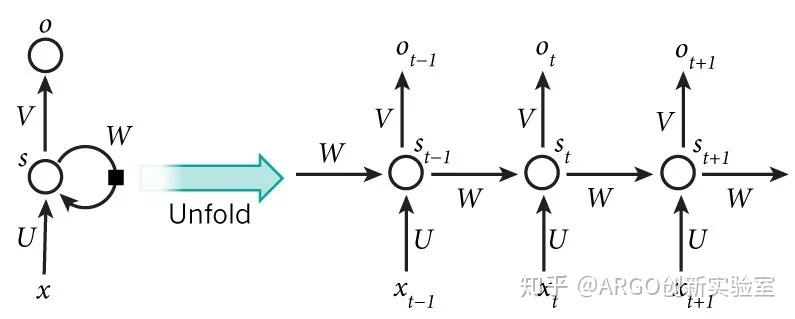 o
V
W
s
U
x
Unfold
o t-1 o t o t+1
V V V
W s t-1 W s t W s t+1 W
U U U
x t-1 x t x t+1
知乎 @ARGO创新实验室